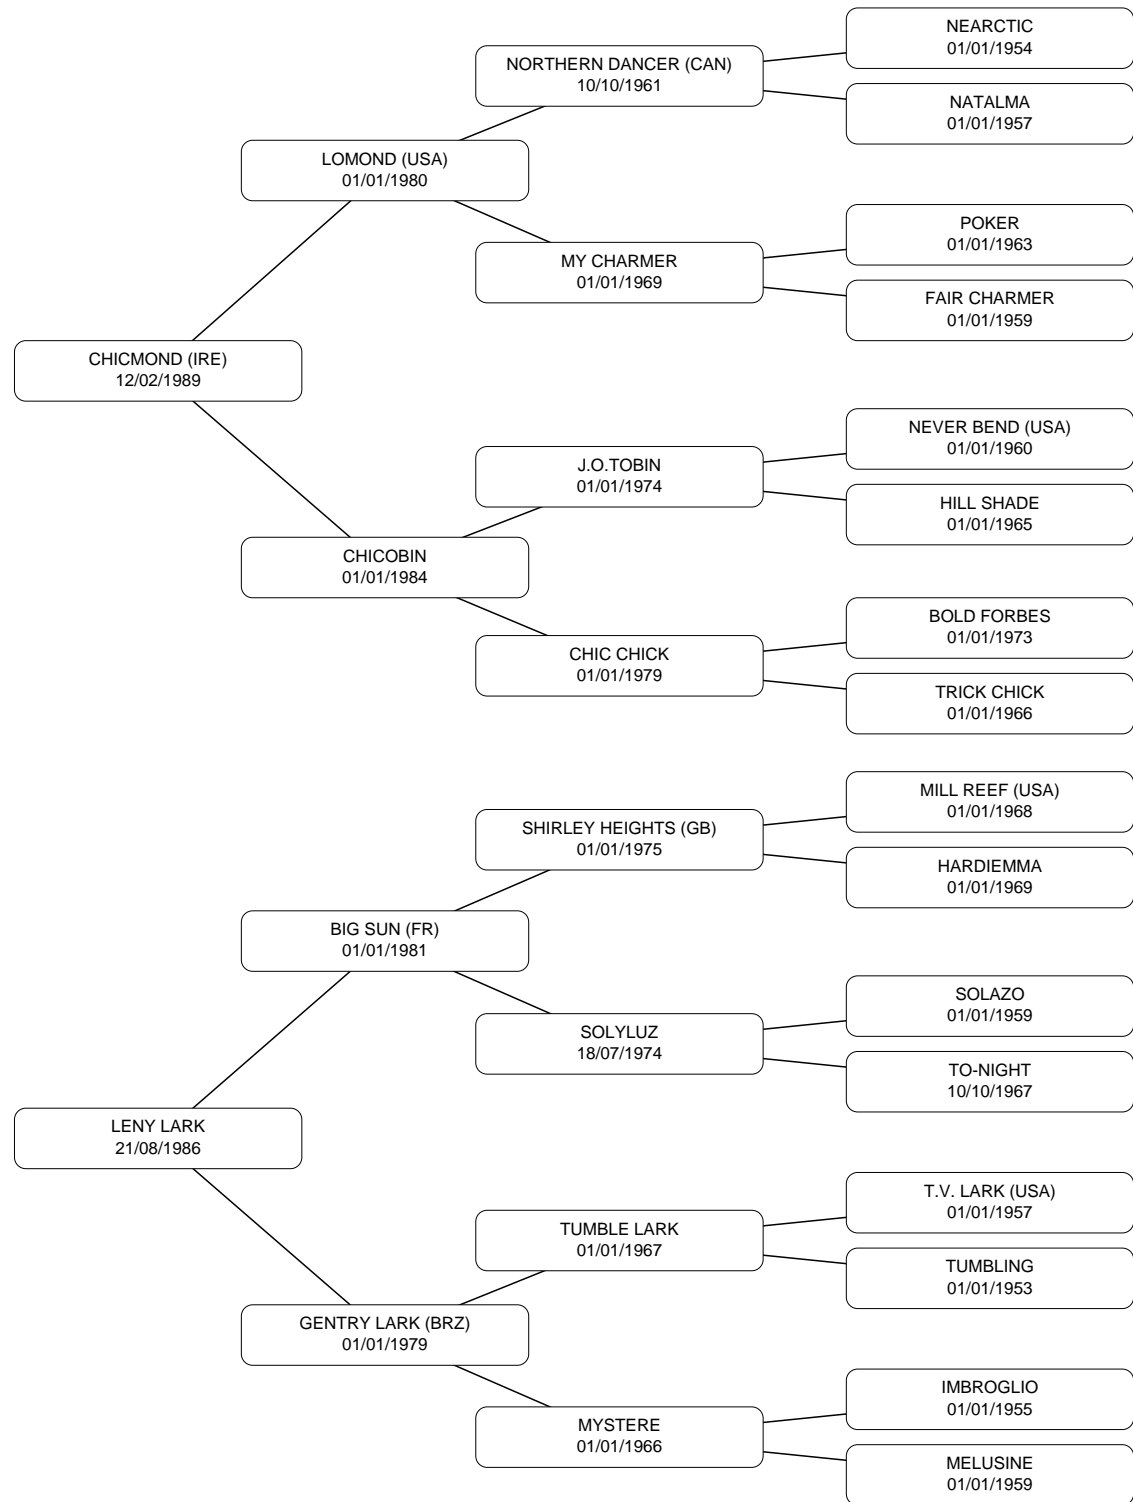 NEARCTIC
01/01/1954
NORTHERN DANCER (CAN)
10/10/1961
NATALMA
01/01/1957
LOMOND (USA)
01/01/1980
POKER
01/01/1963
MY CHARMER
01/01/1969
FAIR CHARMER
01/01/1959
CHICMOND (IRE)
12/02/1989
NEVER BEND (USA)
01/01/1960
J.O.TOBIN
01/01/1974
HILL SHADE
01/01/1965
CHICOBIN
01/01/1984
BOLD FORBES
01/01/1973
CHIC CHICK
01/01/1979
TRICK CHICK
01/01/1966
MILL REEF (USA)
01/01/1968
SHIRLEY HEIGHTS (GB)
01/01/1975
HARDIEMMA
01/01/1969
BIG SUN (FR)
01/01/1981
SOLAZO
01/01/1959
SOLYLUZ
18/07/1974
TO-NIGHT
10/10/1967
LENY LARK
21/08/1986
T.V. LARK (USA)
01/01/1957
TUMBLE LARK
01/01/1967
TUMBLING
01/01/1953
GENTRY LARK (BRZ)
01/01/1979
IMBROGLIO
01/01/1955
MYSTERE
01/01/1966
MELUSINE
01/01/1959